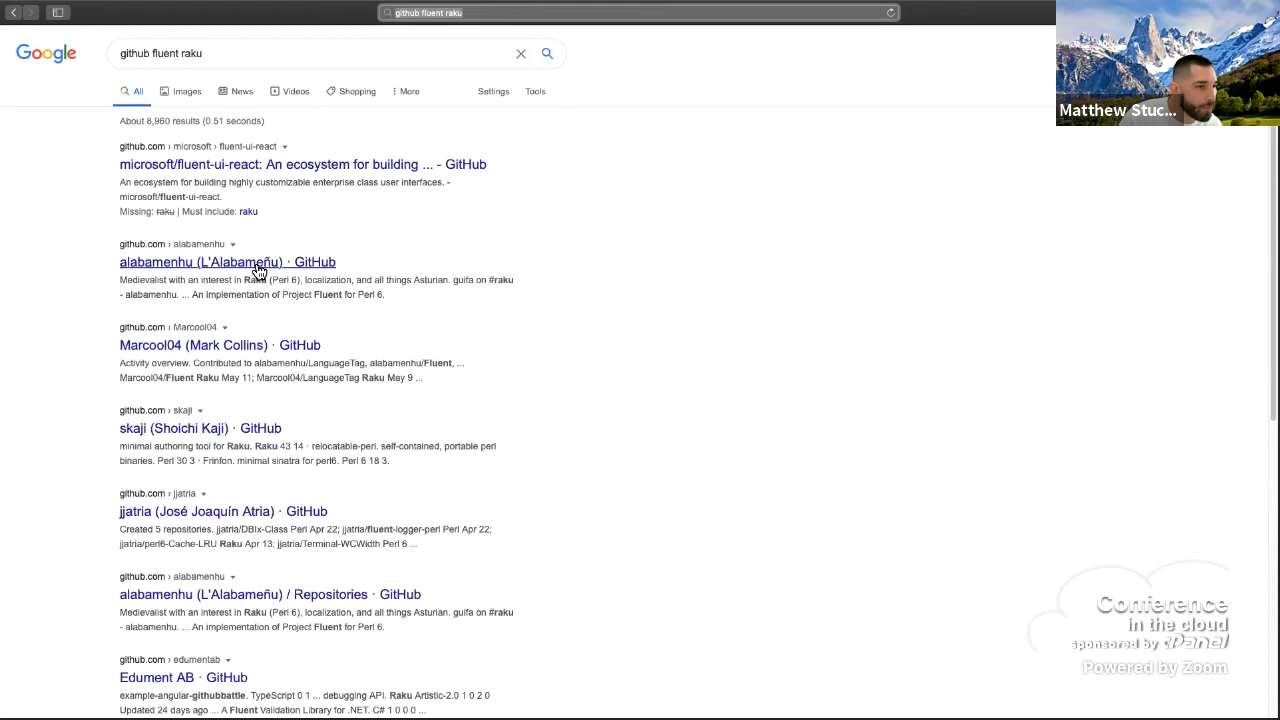 github fluent raku
Google
github fluent raku
All Images News Videos Shopping More Settings Tools
About 8,960 results (0.51 seconds)
github.com › microsoft › fluent-ui-react
microsoft/fluent-ui-react: An ecosystem for building ... - GitHub
An ecosystem for building highly customizable enterprise class user interfaces. -
microsoft/fluent-ui-react.
Missing: raku | Must include: raku
github.com › alabamenhu
alabamenhu (L'Alabameñu) · GitHub
Medievalist with an interest in Raku (Perl 6), localization, and all things Asturian. guifa on #raku
- alabamenhu. ... An implementation of Project Fluent for Perl 6.
github.com › Marcool04
Marcool04 (Mark Collins) · GitHub
Activity overview. Contributed to alabamenhu/LanguageTag, alabamenhu/Fluent, ...
Marcool04/Fluent Raku May 11; Marcool04/LanguageTag Raku May 9 ...
github.com › skaji
skaji (Shoichi Kaji) · GitHub
minimal authoring tool for Raku. Raku 43 14 · relocatable-perl. self-contained, portable perl
binaries. Perl 30 3 · Frinfon. minimal sinatra for perl6. Perl 6 18 3.
github.com › jjatria
jjatria (José Joaquín Atria) · GitHub
Created 5 repositories. jjatria/DBIx-Class Perl Apr 22; jjatria/fluent-logger-perl Perl Apr 22;
jjatria/perl6-Cache-LRU Raku Apr 13; jjatria/Terminal-WCWidth Perl 6 ...
github.com › alabamenhu
alabamenhu (L'Alabameñu) / Repositories · GitHub
Medievalist with an interest in Raku (Perl 6), localization, and all things Asturian. guifa on #raku
- alabamenhu. ... An implementation of Project Fluent for Perl 6.
github.com › edumentab
Edument AB · GitHub
example-angular-githubbattle. TypeScript 0 1 ... debugging API. Raku Artistic-2.0 1 0 2 0
Updated 24 days ago ... A Fluent Validation Library for .NET. C# 1 0 0 0 ...
Matthew Stuc...
Conference
in the cloud
sponsored by cPanel
Powered by Zoom